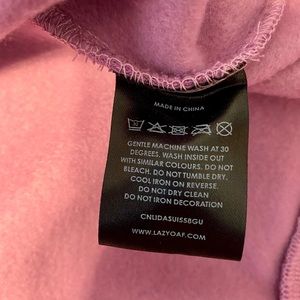 MADE IN CHINA
GENTLE MACHINE WASH AT 30
DEGREES. WASH INSIDE OUT
WITH SIMILAR COLOURS. DO NOT
BLEACH. DO NOT TUMBLE DRY.
COOL IRON ON REVERSE.
DO NOT DRY CLEAN
DO NOT IRON DECORATION
CNLIDASUI558GU
WWW.LAZYOAF.COM